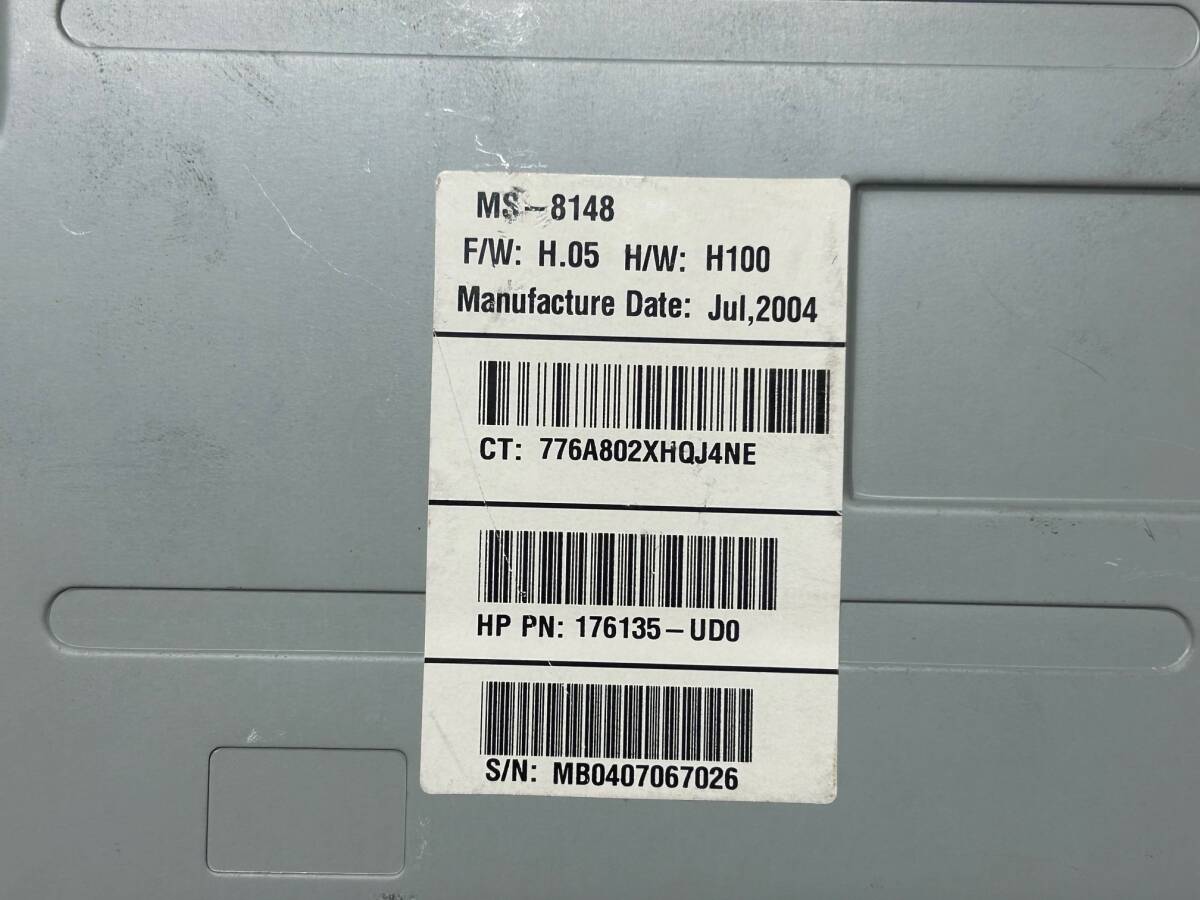 MS-8148
F/W: H.05 H/W: H100
Manufacture Date: Jul,2004
CT: 776A802XHQJ4NE
HP PN: 176135-UD0
S/N: MB0407067026